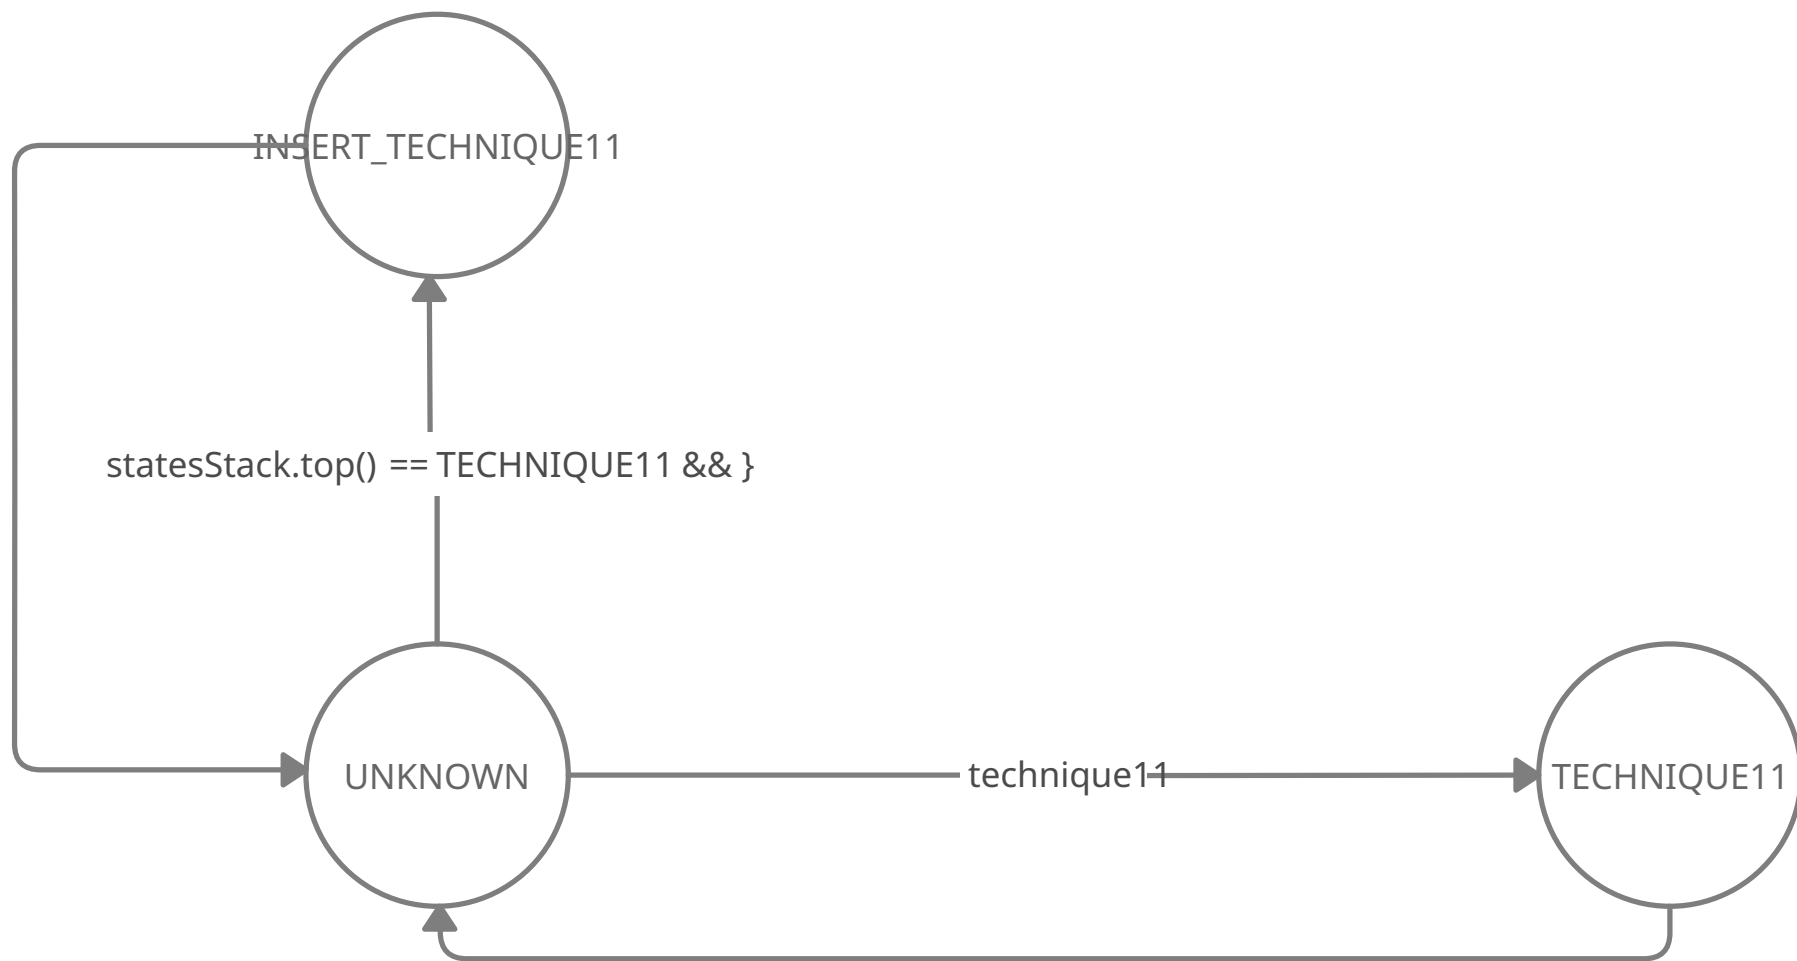 INSERT_TECHNIQUE11
statesStack.top() == TECHNIQUE11 && }
UNKNOWN
technique11
TECHNIQUE11